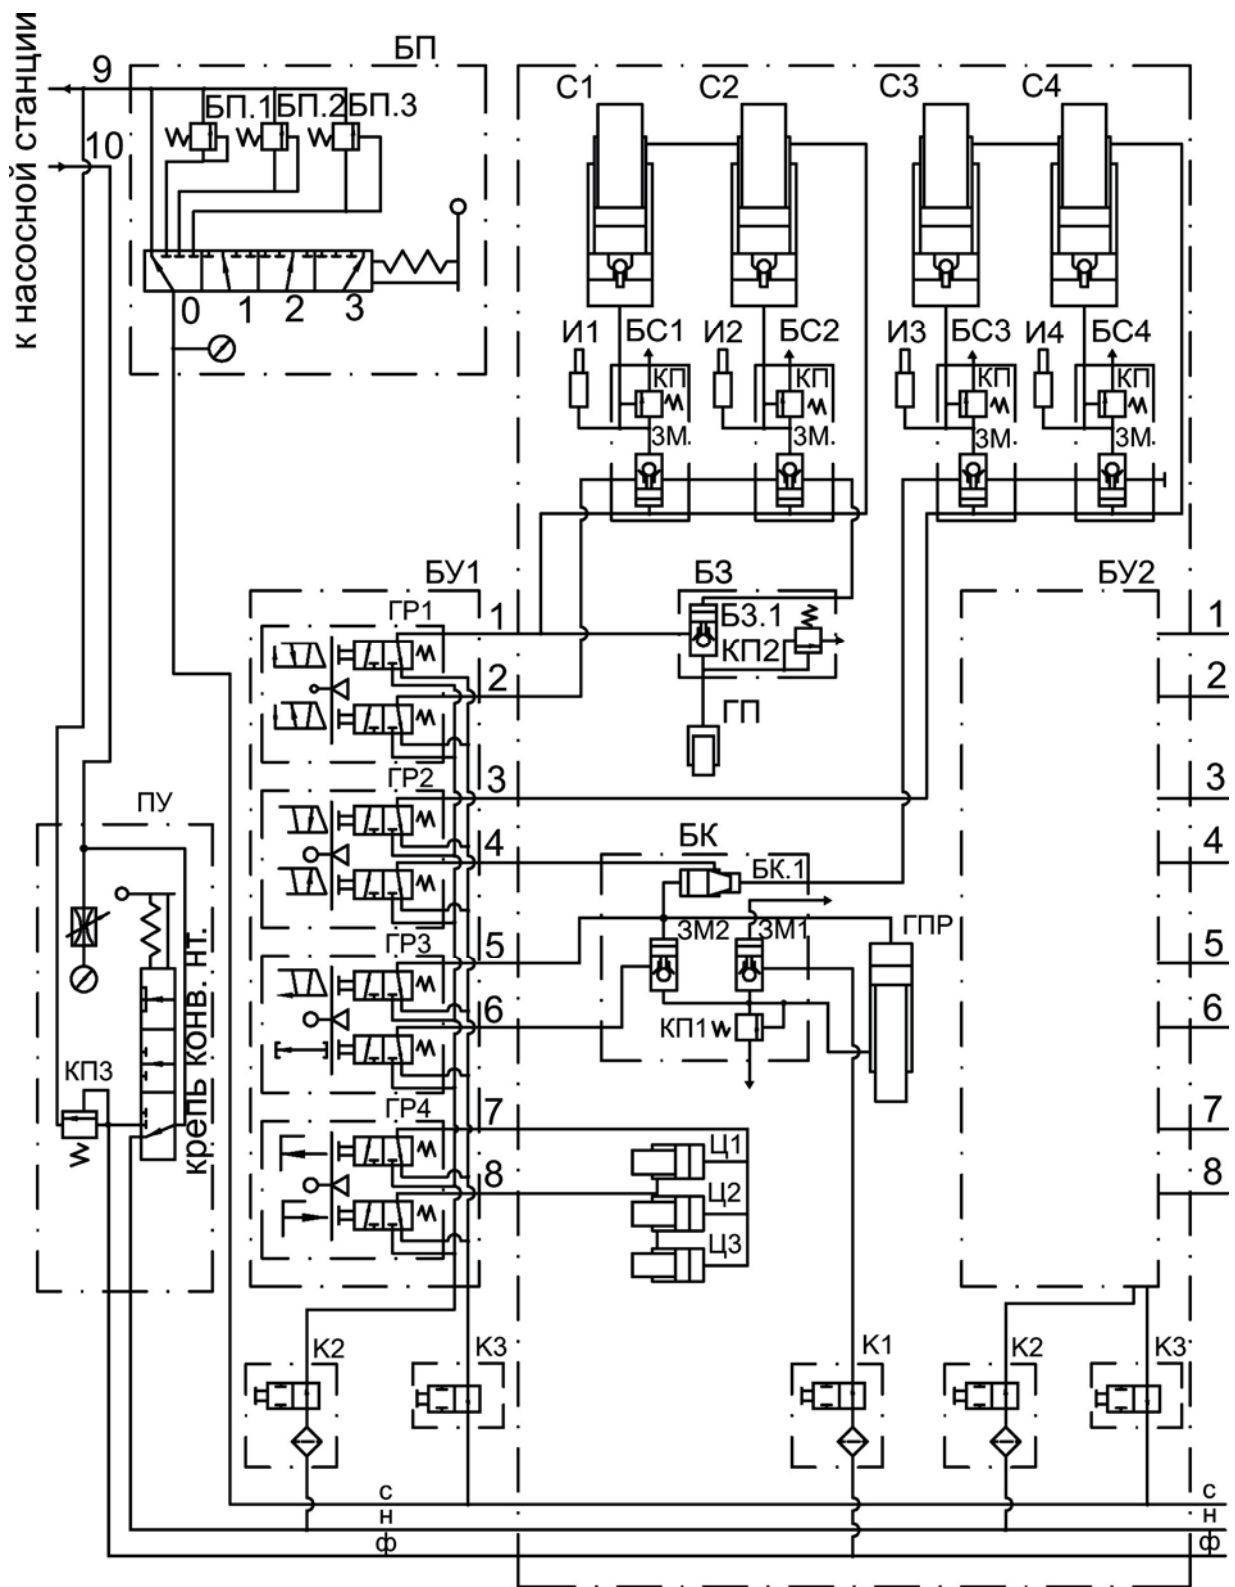 к насосной станции
9
10
БП
БП.1 БП.2 БП.3
0 1 2 3
С1 С2 С3 С4
И1 БС1 И2 БС2 И3 БС3 И4 БС4
КП КП КП КП
ЗМ. ЗМ. ЗМ. ЗМ.
БУ1 БЗ БУ2
ГР1 1 БЗ.1 1
КП2
2 ГП 2
ГР2 3 3
ПУ
4 БК БК.1 4
ГР3 5 ЗМ2 ЗМ1 ГПР 5
6 КП1 6
крепь конв. нт.
КП3
ГР4 7 Ц1 7
8 Ц2 8
Ц3
К2 К3 К1 К2 К3
с с
н н
ф ф